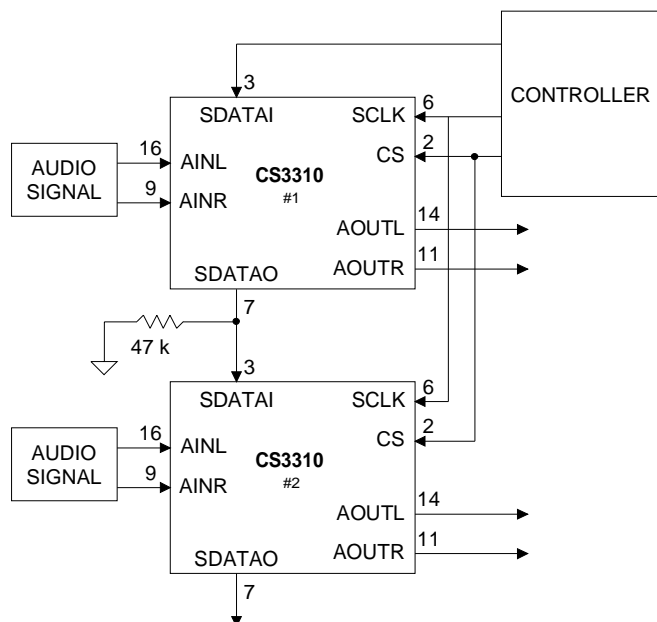 3
SDATAI
SCLK
6
CONTROLLER
2
CS
AUDIO
SIGNAL
16
AINL
9
AINR
CS3310
#1
14
AOUTL
11
AOUTR
SDATAO
7
47 k
3
SDATAI
SCLK
6
2
CS
AUDIO
SIGNAL
16
AINL
9
AINR
CS3310
#2
14
AOUTL
11
AOUTR
SDATAO
7